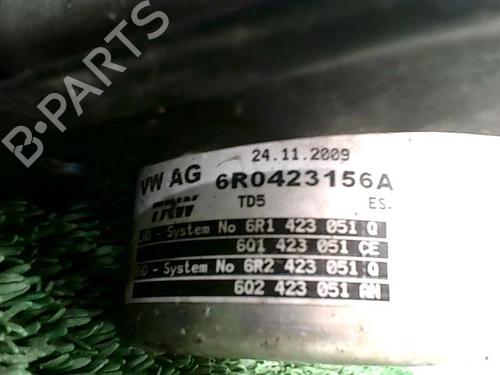 B-PARTS
24.11.2009
VW AG 6R0423156A
TRW TD5 ES.
- System No 6R1 423 051 Q
6Q1 423 051 CE
- System No 6R2 423 051 Q
6Q2 423 051 AN